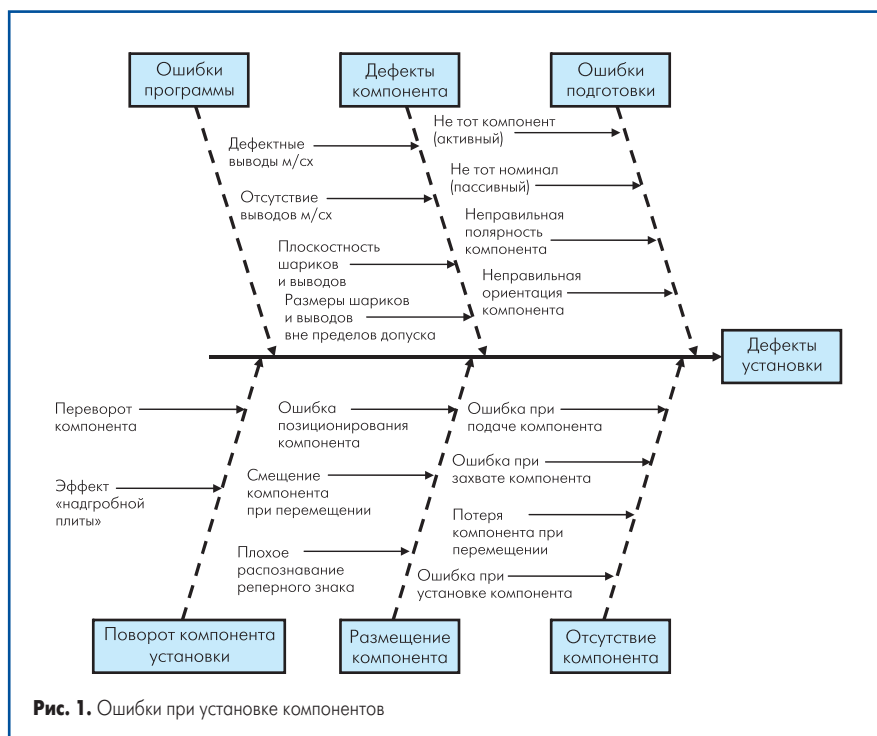 Ошибки
программы
Дефекты
компонента
Ошибки
подготовки
Дефектные
выводы м/сх
Отсутствие
выводов м/сх
Плоскостность
шариков
и выводов
Размеры шариков
и выводов
вне пределов допуска
Не тот компонент
(активный)
Не тот номинал
(пассивный)
Неправильная
полярность
компонента
Неправильная
ориентация
компонента
Дефекты
установки
Переворот
компонента
Эффект
«надгробной
плиты»
Ошибка
позиционирования
компонента
Смещение
компонента
при перемещении
Плохое
распознавание
реперного знака
Ошибка при
подаче компонента
Ошибка при
захвате компонента
Потеря
компонента при
перемещении
Ошибка при
установке компонента
Поворот компонента
установки
Размещение
компонента
Отсутствие
компонента
Рис. 1. Ошибки при установке компонентов